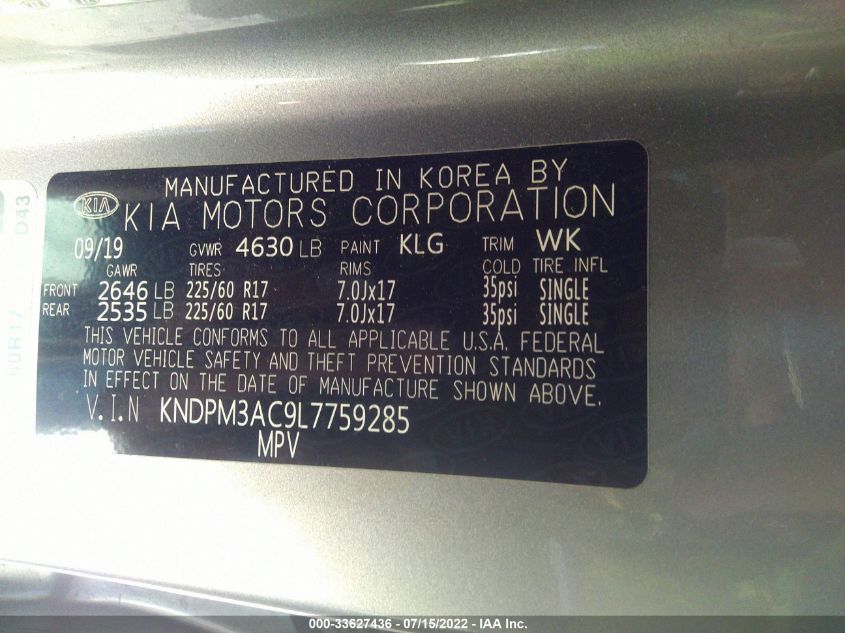 MANUFACTURED IN KOREA BY
KIA KIA MOTORS CORPORATION
09/19 GVWR 4630 LB PAINT KLG TRIM WK
GAWR TIRES RIMS COLD TIRE INFL
FRONT 2646 LB 225/60 R17 7.0Jx17 35psi SINGLE
REAR 2535 LB 225/60 R17 7.0Jx17 35psi SINGLE
THIS VEHICLE CONFORMS TO ALL APPLICABLE U.S.A. FEDERAL
MOTOR VEHICLE SAFETY AND THEFT PREVENTION STANDARDS
IN EFFECT ON THE DATE OF MANUFACTURE SHOWN ABOVE.
V.I.N KNDPM3AC9L7759285
MPV
D43
60R17
000-33627436 - 07/15/2022 - IAA Inc.